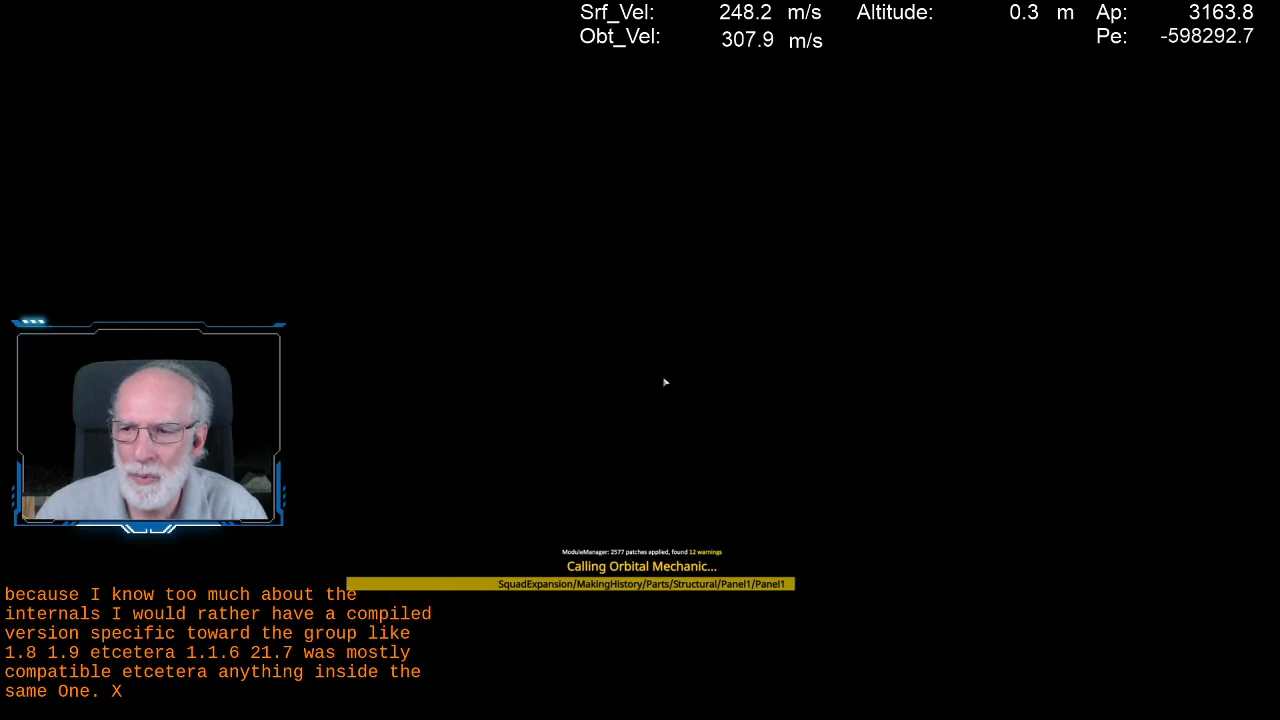 Srf_Vel: 248.2 m/s Altitude: 0.3 m Ap: 3163.8
Obt_Vel: 307.9 m/s Pe: -598292.7
ModuleManager: 2577 patches applied, found 12 warnings
Calling Orbital Mechanic...
SquadExpansion/MakingHistory/Parts/Structural/Panel1/Panel1
because I know too much about the
internals I would rather have a compiled
version specific toward the group like
1.8 1.9 etcetera 1.1.6 21.7 was mostly
compatible etcetera anything inside the
same One. X